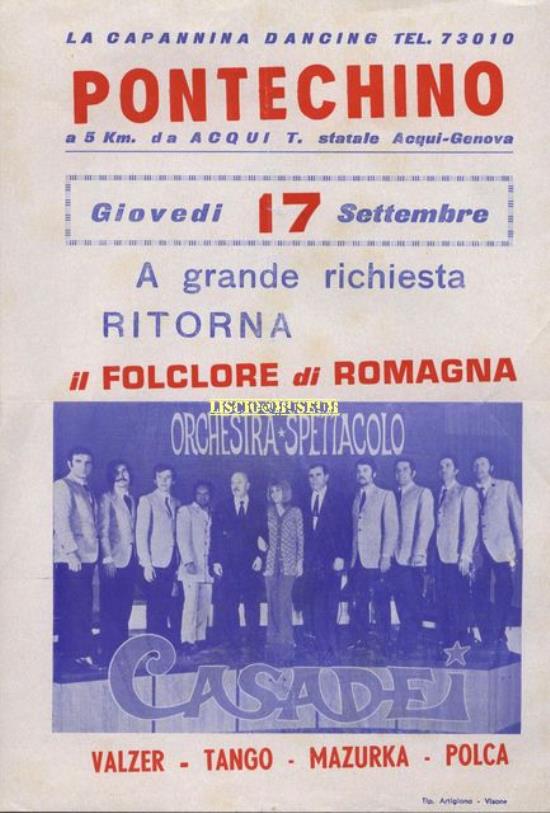 LA CAPANNINA DANCING TEL. 73010
PONTECHINO
a 5 Km. da ACQUI T. statale Acqui-Genova
Giovedi 17 Settembre
A grande richiesta
RITORNA
il FOLCLORE di ROMAGNA
ORCHESTRA★SPETTACOLO
CASADEI
VALZER - TANGO - MAZURKA - POLCA
Tip. Artigiana - Visone